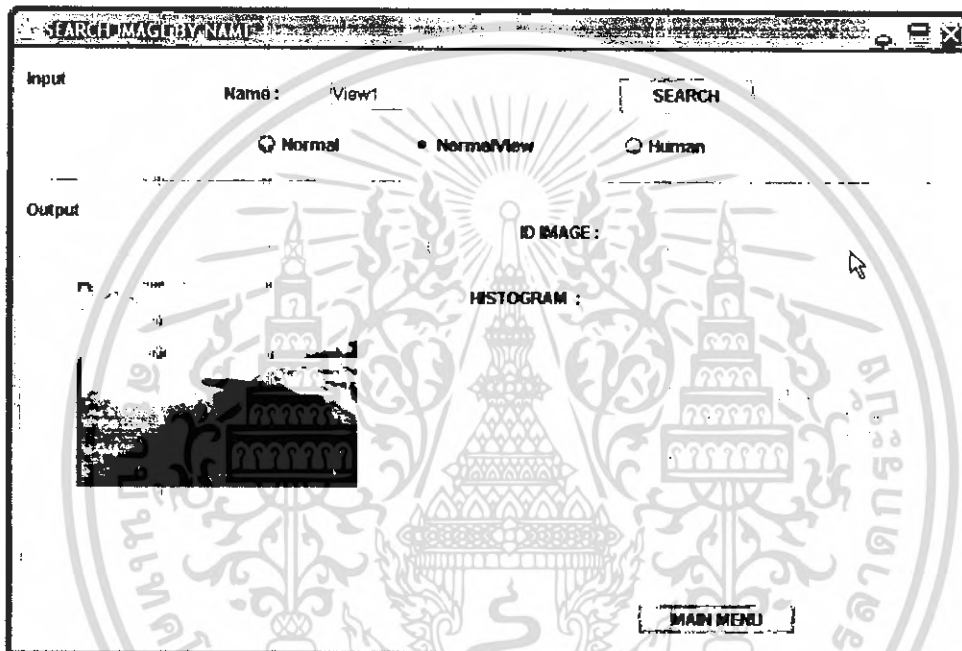 SEARCH IMAGE BY NAME
Input
Name : View1 SEARCH
Normal NormalView Human
Output
ID IMAGE :
HISTOGRAM :
MAIN MENU